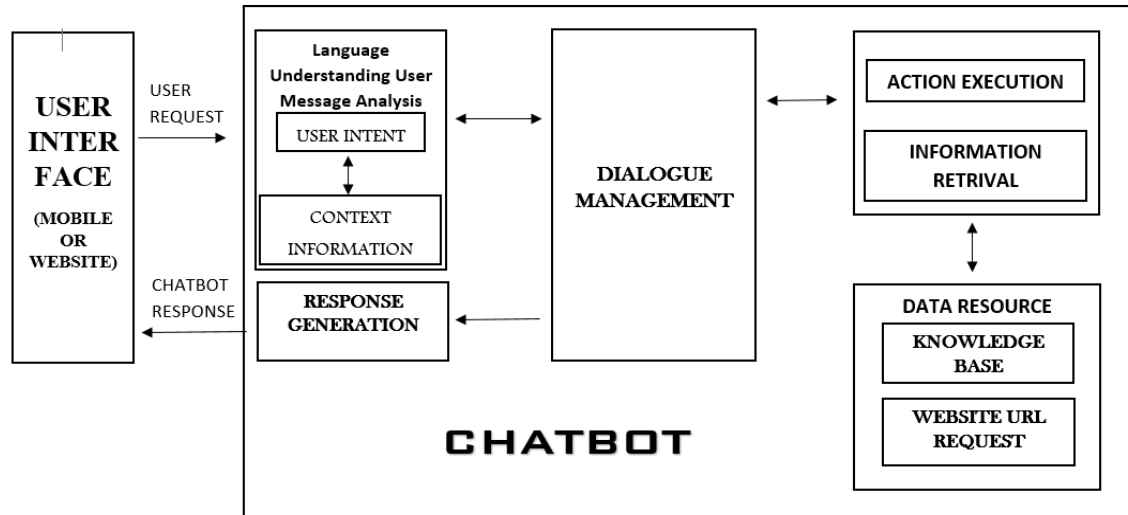 USER
INTER
FACE
(MOBILE
OR
WEBSITE)
USER
REQUEST
CHATBOT
RESPONSE
Language
Understanding User
Message Analysis
USER INTENT
CONTEXT
INFORMATION
RESPONSE
GENERATION
DIALOGUE
MANAGEMENT
ACTION EXECUTION
INFORMATION
RETRIVAL
DATA RESOURCE
KNOWLEDGE
BASE
WEBSITE URL
REQUEST
CHATBOT